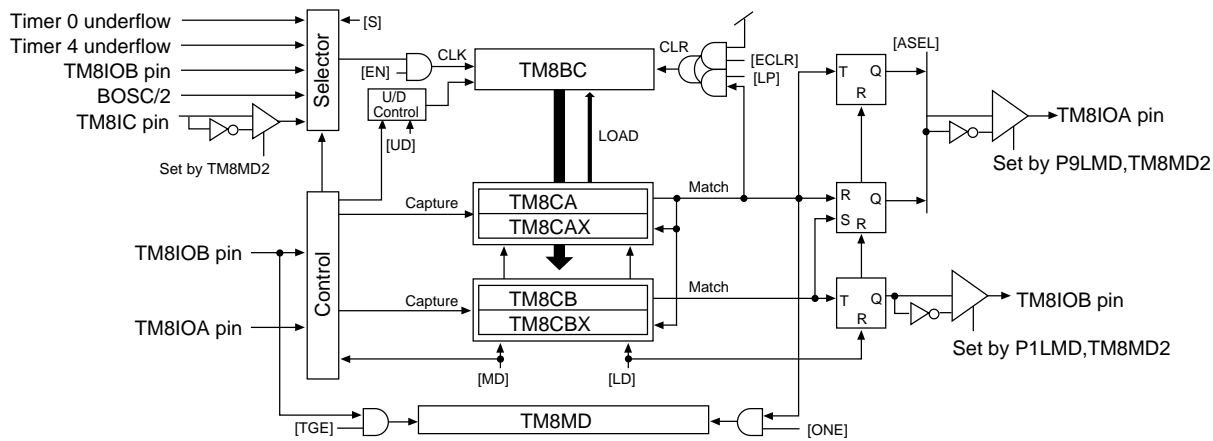 Timer 0 underflow
[S]
[ASEL]
Timer 4 underflow
CLK
TM8BC
CLR
[ECLR]
T
Q
TM8IOB pin
[EN]
[LP]
R
BOSC/2
Selector
U/D
Control
TM8IC pin
LOAD
TM8IOA pin
[UD]
Set by TM8MD2
Set by P9LMD,TM8MD2
Capture
TM8CA
Match
R
Q
TM8CAX
S
R
TM8IOB pin
Control
Capture
TM8CB
Match
T
Q
TM8IOB pin
TM8CBX
R
TM8IOA pin
Set by P1LMD,TM8MD2
[MD]
[LD]
[TGE]
TM8MD
[ONE]